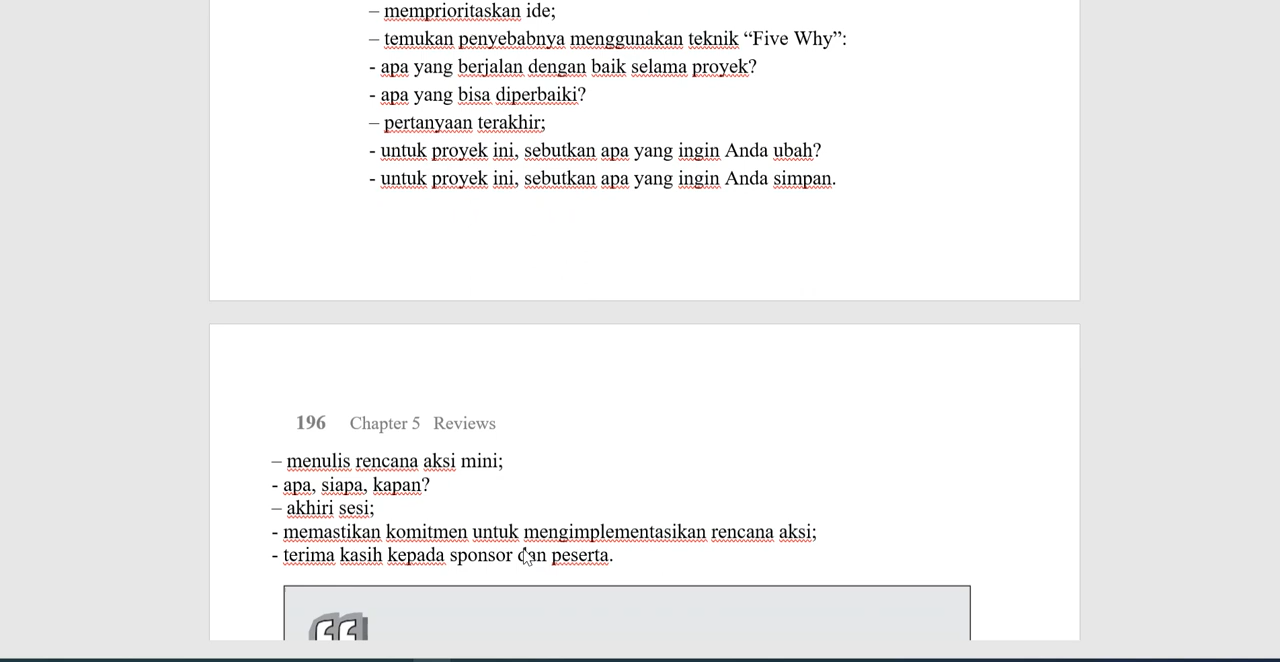 – memprioritaskan ide;
– temukan penyebabnya menggunakan teknik “Five Why”:
- apa yang berjalan dengan baik selama proyek?
- apa yang bisa diperbaiki?
– pertanyaan terakhir;
- untuk proyek ini, sebutkan apa yang ingin Anda ubah?
- untuk proyek ini, sebutkan apa yang ingin Anda simpan.
196 Chapter 5 Reviews
– menulis rencana aksi mini;
- apa, siapa, kapan?
– akhiri sesi;
- memastikan komitmen untuk mengimplementasikan rencana aksi;
- terima kasih kepada sponsor dan peserta.